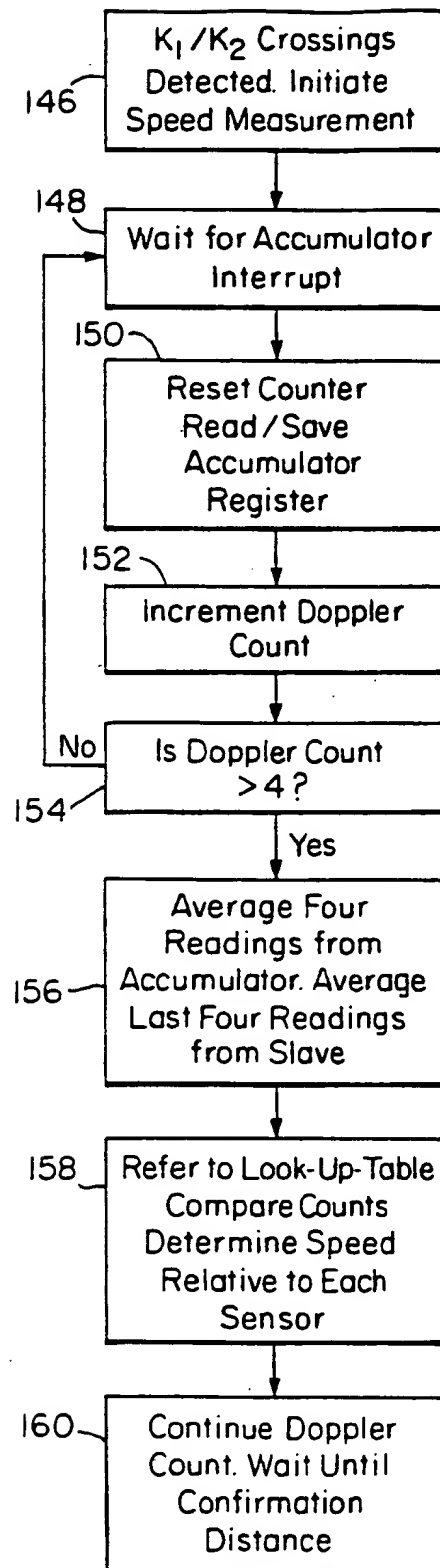 K₁/K₂ Crossings
Detected. Initiate
Speed Measurement
146
148
Wait for Accumulator
Interrupt
150
Reset Counter
Read/Save
Accumulator
Register
152
Increment Doppler
Count
No
Is Doppler Count
>4?
154
Yes
Average Four
Readings from
Accumulator. Average
Last Four Readings
from Slave
156
158
Refer to Look-Up-Table
Compare Counts
Determine Speed
Relative to Each
Sensor
160
Continue Doppler
Count. Wait Until
Confirmation
Distance